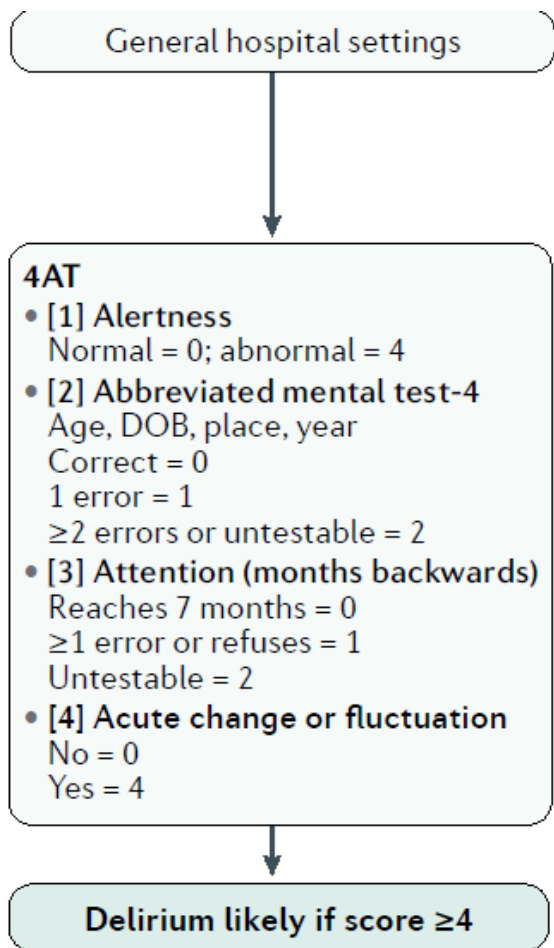 General hospital settings
4AT
• [1] Alertness
Normal = 0; abnormal = 4
• [2] Abbreviated mental test-4
Age, DOB, place, year
Correct = 0
1 error = 1
≥2 errors or untestable = 2
• [3] Attention (months backwards)
Reaches 7 months = 0
≥1 error or refuses = 1
Untestable = 2
• [4] Acute change or fluctuation
No = 0
Yes = 4
Delirium likely if score ≥4